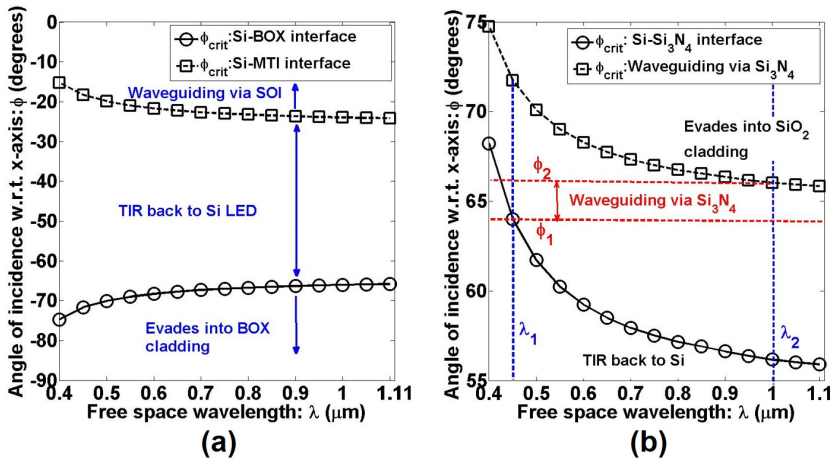 Angle of incidence w.r.t. x-axis: ϕ (degrees)
0
-10
-20
-30
-40
-50
-60
-70
-80
-90
ϕcrit:Si-BOX interface
ϕcrit:Si-MTI interface
Waveguiding via SOI
TIR back to Si LED
Evades into BOX
cladding
0.4 0.5 0.6 0.7 0.8 0.9 1 1.11
Free space wavelength: λ (μm)
(a)
Angle of incidence w.r.t. x-axis: ϕ (degrees)
75
70
65
60
55
ϕcrit: Si-Si3N4 interface
ϕcrit:Waveguiding via Si3N4
Evades into SiO2
cladding
ϕ2
Waveguiding via Si3N4
ϕ1
λ1
λ2
TIR back to Si
0.4 0.5 0.6 0.7 0.8 0.9 1 1.1
Free space wavelength: λ (μm)
(b)